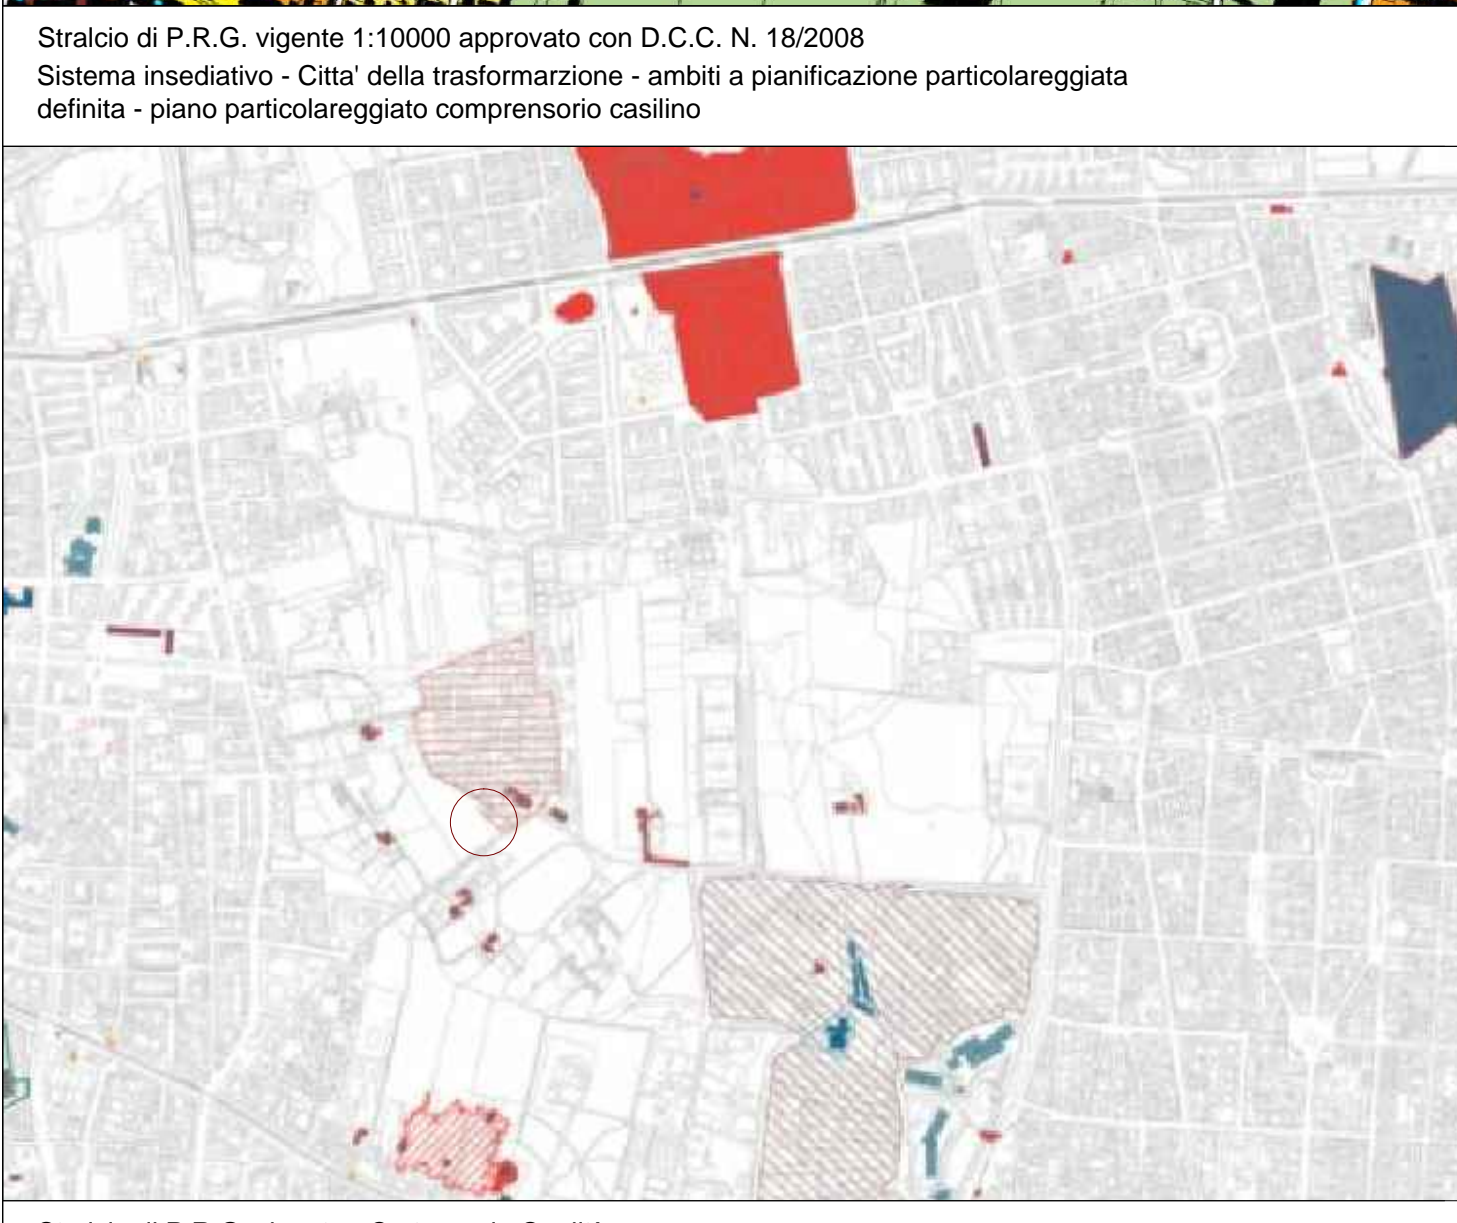 Stralcio di P.R.G. vigente 1:10000 approvato con D.C.C. N. 18/2008
Sistema insediativo - Citta' della trasformarzione - ambiti a pianificazione particolareggiata
definita - piano particolareggiato comprensorio casilino